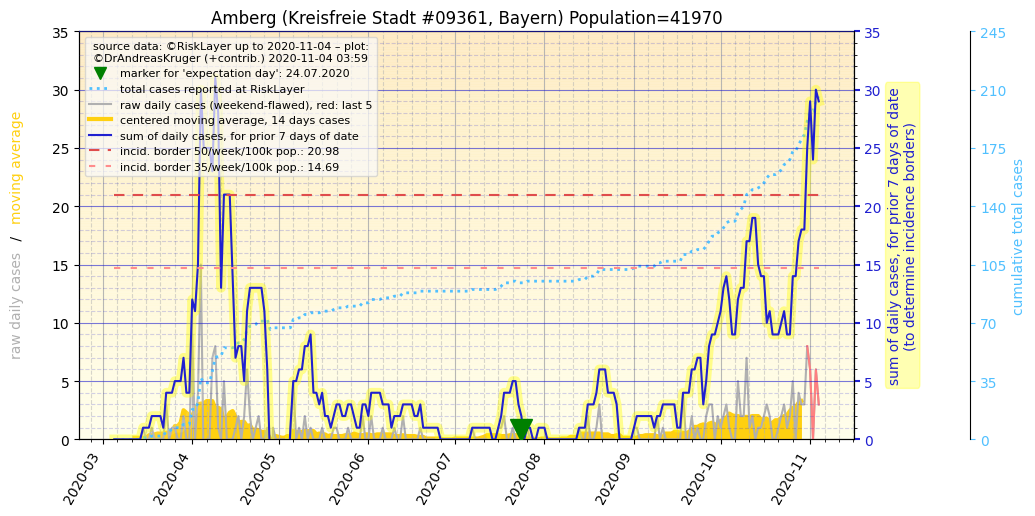 Amberg (Kreisfreie Stadt #09361, Bayern) Population=41970
source data: ©RiskLayer up to 2020-11-04 – plot:
©DrAndreasKruger (+contrib.) 2020-11-04 03:59
marker for 'expectation day': 24.07.2020
total cases reported at RiskLayer
raw daily cases (weekend-flawed), red: last 5
centered moving average, 14 days cases
sum of daily cases, for prior 7 days of date
incid. border 50/week/100k pop.: 20.98
incid. border 35/week/100k pop.: 14.69
raw daily cases / moving average
35
30
25
20
15
10
5
0
2020-03
2020-04
2020-05
2020-06
2020-07
2020-08
2020-09
2020-10
2020-11
35
30
25
20
15
10
5
0
sum of daily cases, for prior 7 days of date
(to determine incidence borders)
245
210
175
140
105
70
35
0
cumulative total cases